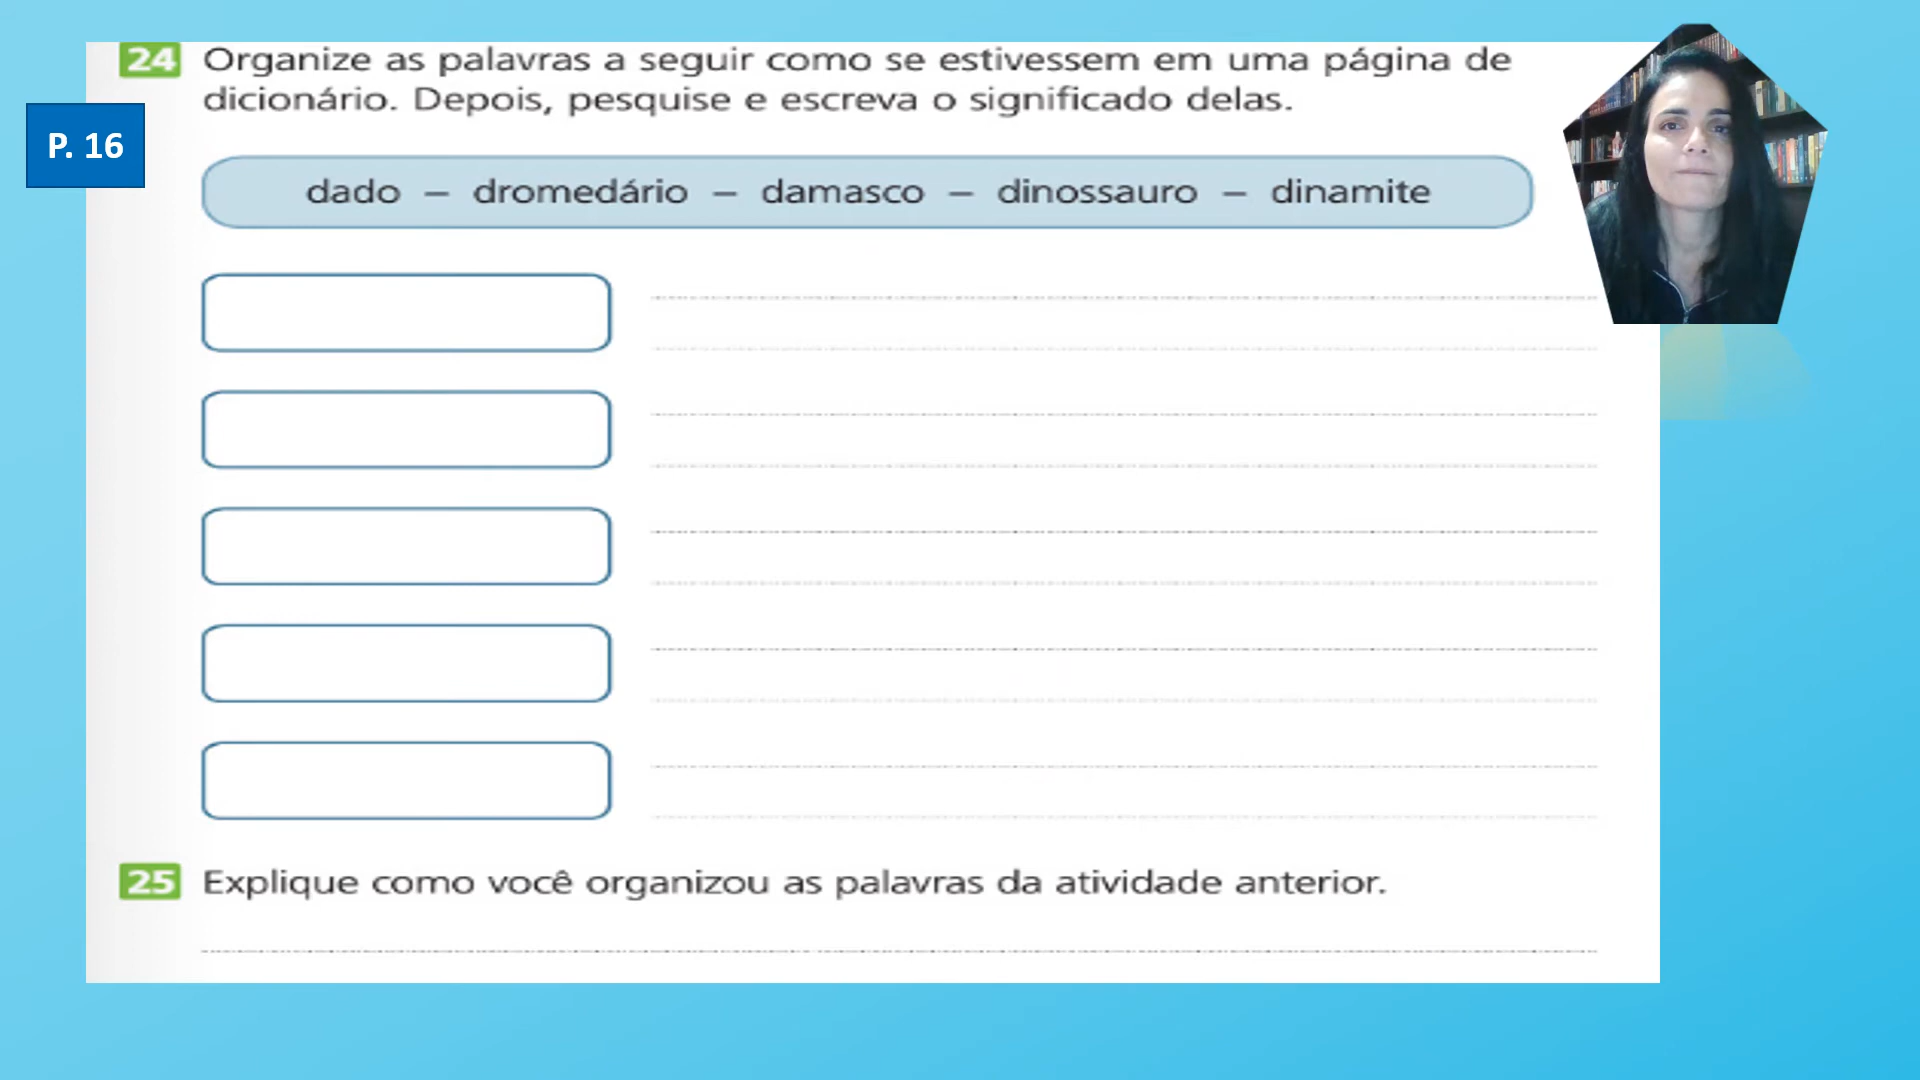 24 Organize as palavras a seguir como se estivessem em uma página de
dicionário. Depois, pesquise e escreva o significado delas.
P. 16
dado – dromedário – damasco – dinossauro – dinamite
25 Explique como você organizou as palavras da atividade anterior.